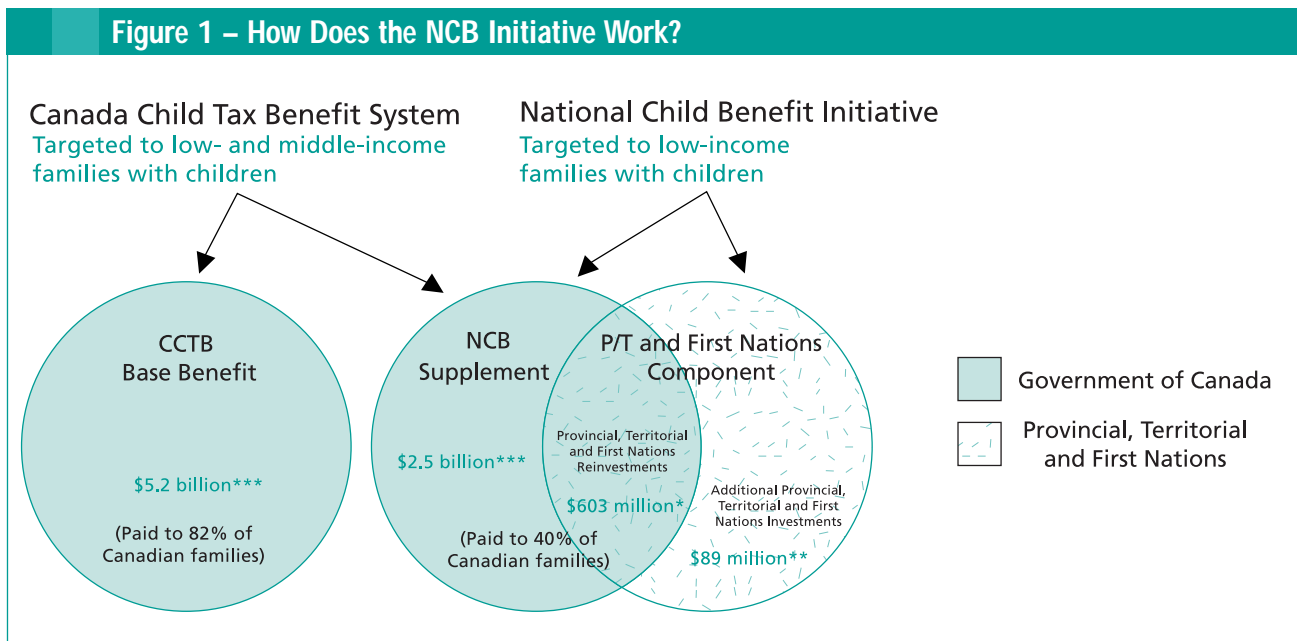 Figure 1 – How Does the NCB Initiative Work?
Canada Child Tax Benefit System
Targeted to low- and middle-income
families with children
National Child Benefit Initiative
Targeted to low-income
families with children
CCTB
Base Benefit
$5.2 billion***
(Paid to 82% of
Canadian families)
NCB
Supplement
$2.5 billion***
(Paid to 40% of
Canadian families)
P/T and First Nations
Component
Provincial, Territorial
and First Nations
Reinvestments
$603 million*
Additional Provincial,
Territorial and First
Nations Investments
$89 million**
Government of Canada
Provincial, Territorial
and First Nations